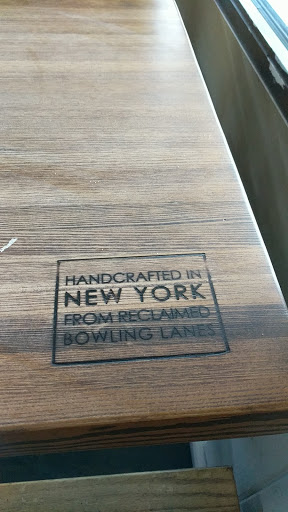 HANDCRAFTED IN
NEW YORK
FROM RECLAIMED
BOWLING LANES